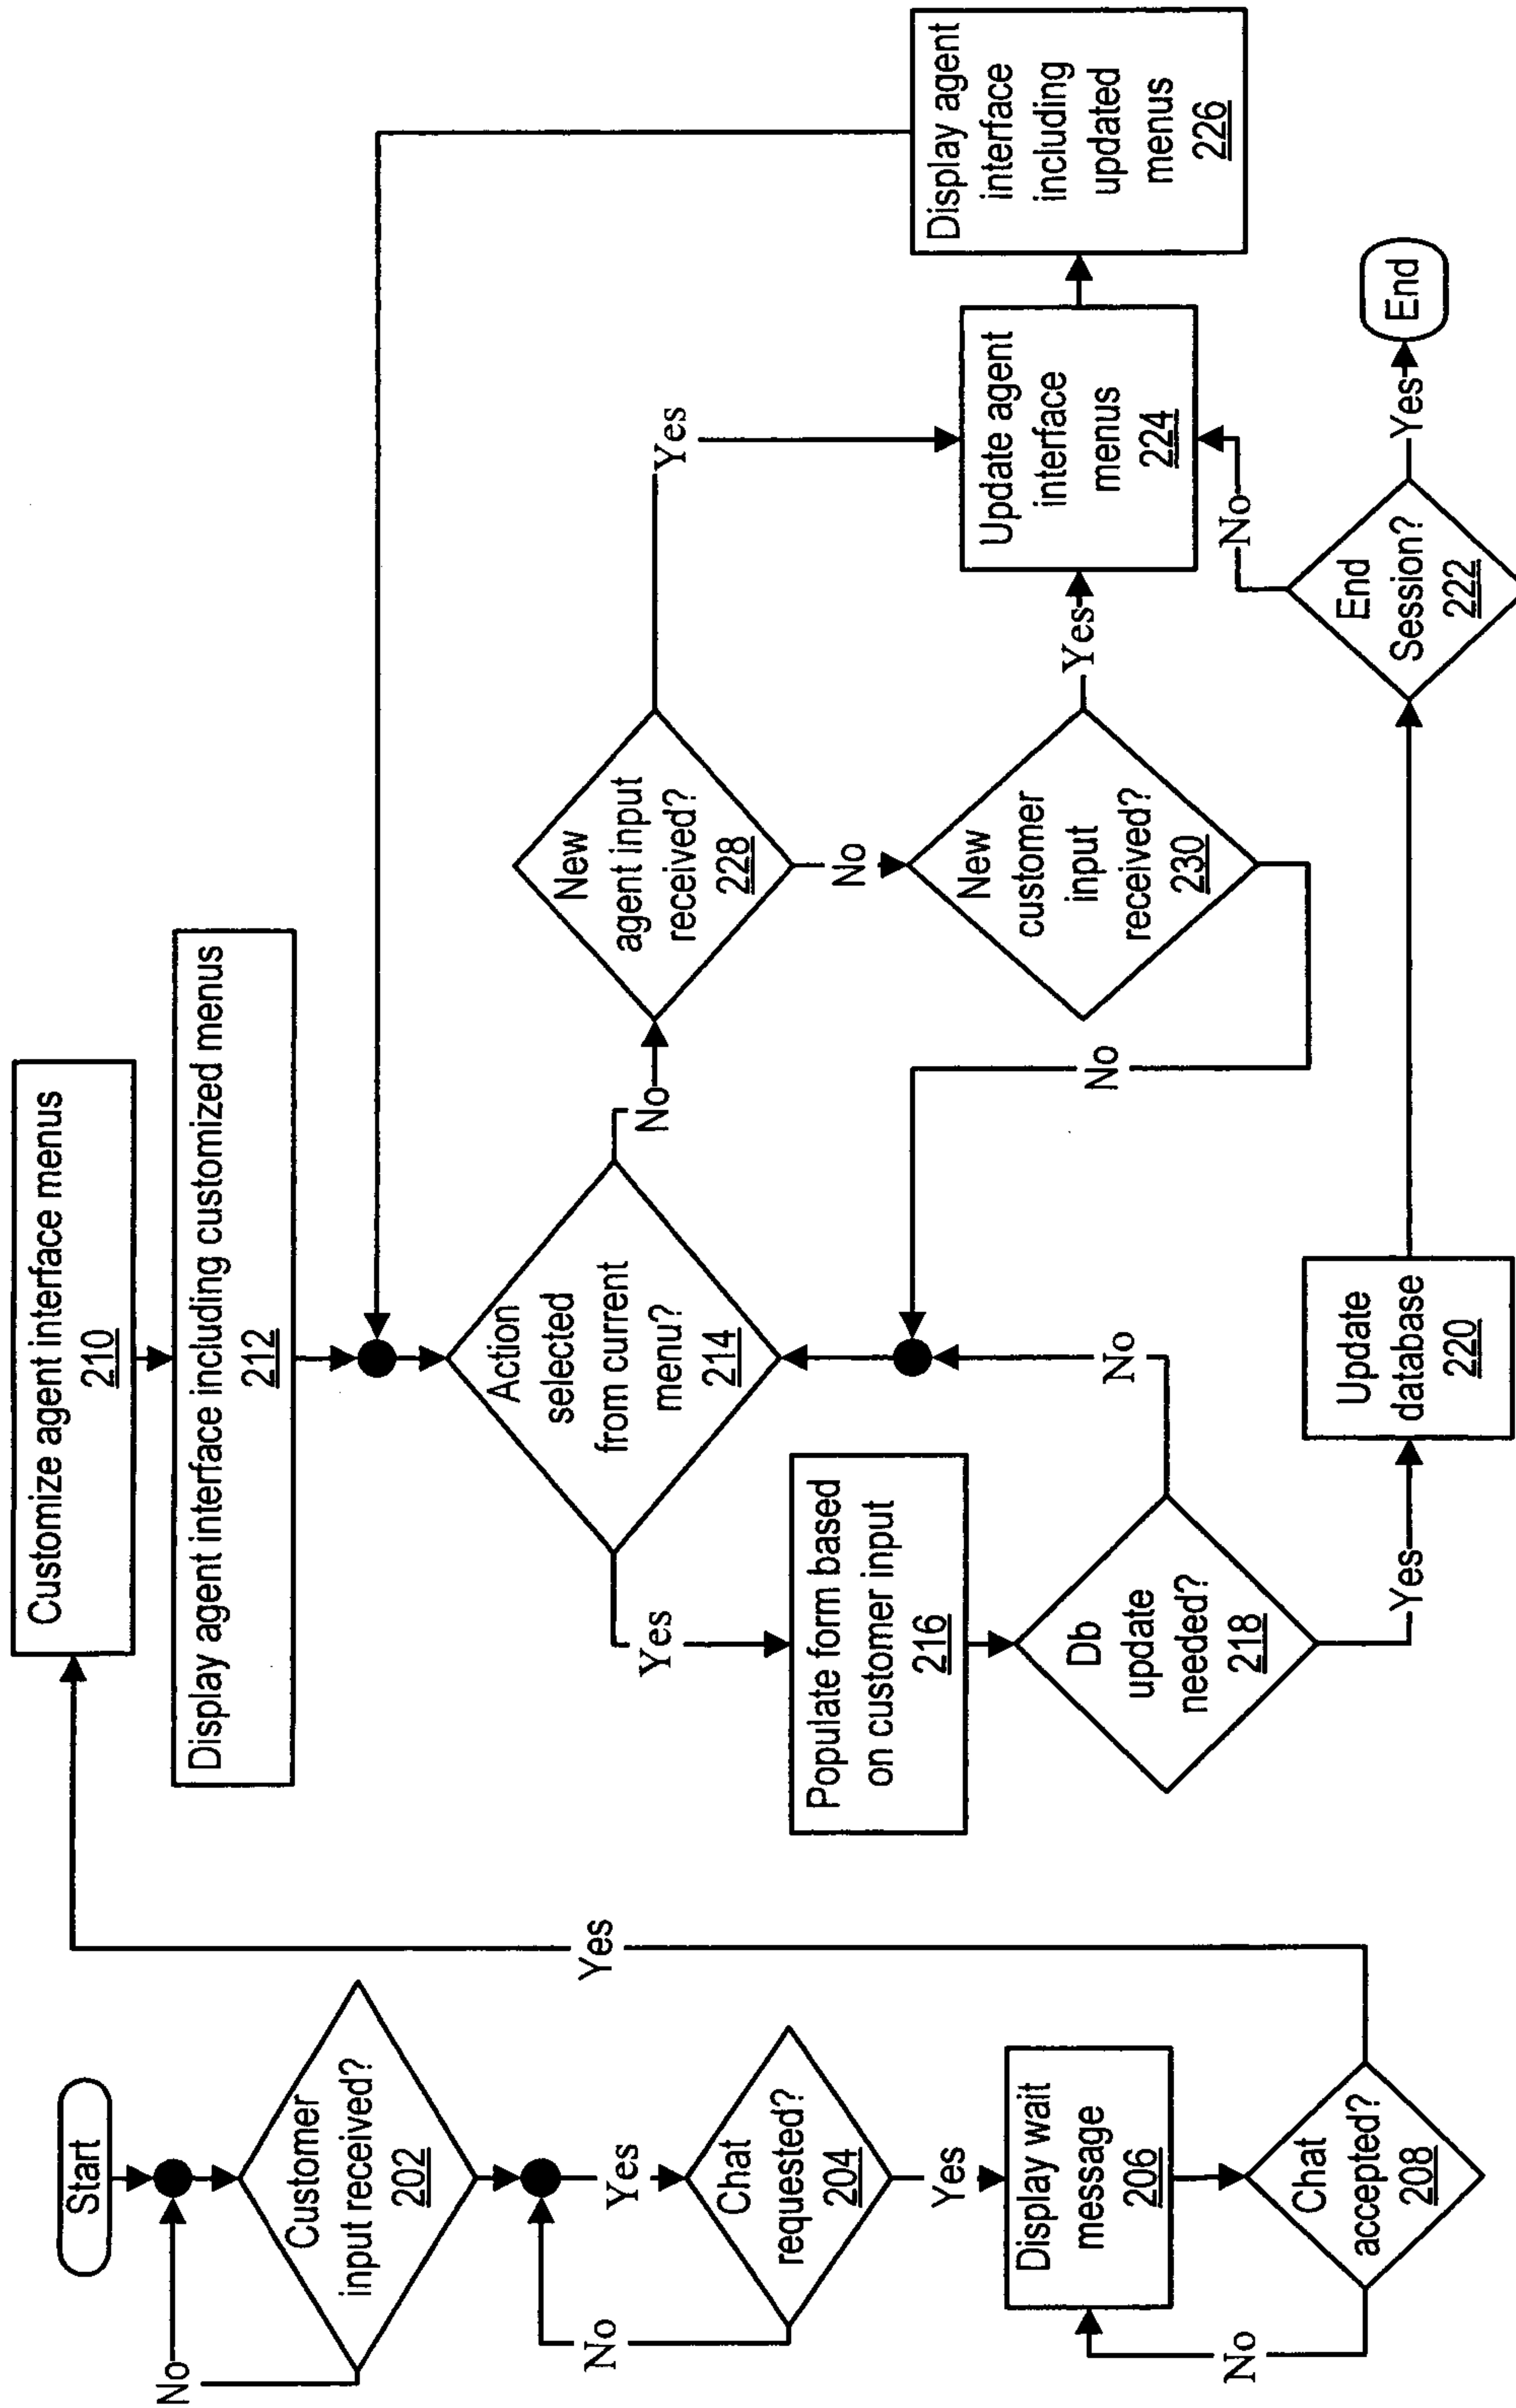 Start
Customer
input received?
202
No
Yes
Chat
requested?
204
No
Yes
Display wait
message
206
Chat
accepted?
208
No
Yes
Customize agent interface menus
210
Display agent interface including customized menus
212
Action
selected
from current
menu?
214
Yes
No
Populate form based
on customer input
216
Db
update
needed?
218
No
Yes
Update
database
220
New
agent input
received?
228
Yes
No
New
customer
input
received?
230
Yes
No
Update agent
interface
menus
224
Display agent
interface
including
updated
menus
226
End
Session?
222
No
Yes
End